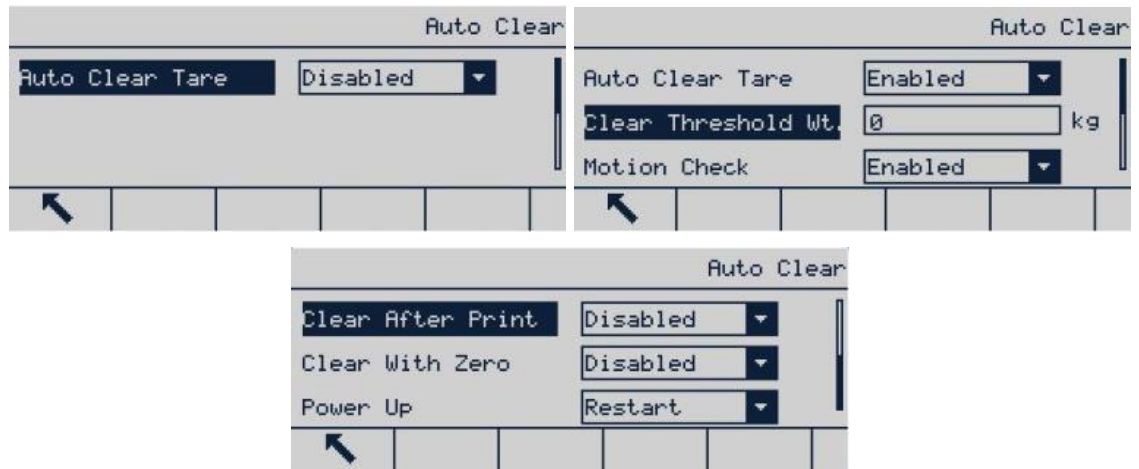 Auto Clear
Auto Clear Tare Disabled
Auto Clear
Auto Clear Tare Enabled
Clear Threshold Wt. 0 kg
Motion Check Enabled
Auto Clear
Clear After Print Disabled
Clear With Zero Disabled
Power Up Restart